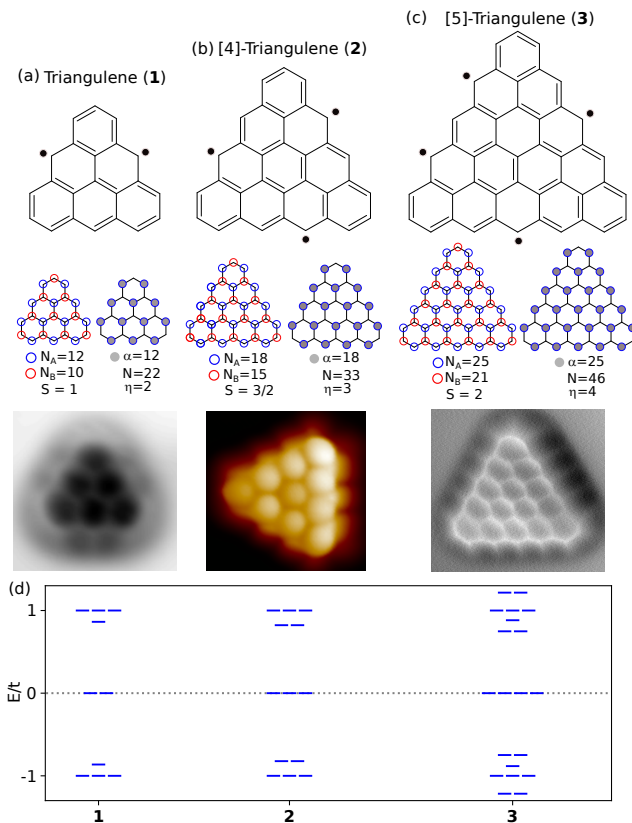 (a) Triangulene (1)
(b) [4]-Triangulene (2)
(c) [5]-Triangulene (3)
N_A=12
N_B=10
S = 1
α=12
N=22
η=2
N_A=18
N_B=15
S = 3/2
α=18
N=33
η=3
N_A=25
N_B=21
S = 2
α=25
N=46
η=4
(d)
E/t
1
0
-1
1
2
3